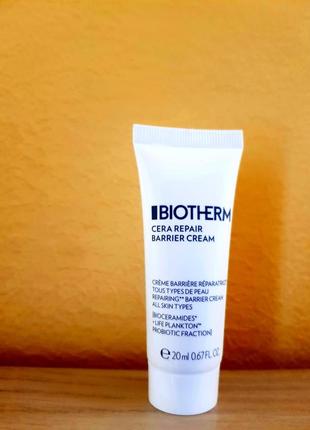 BIOTHERM
CERA REPAIR
BARRIER CREAM
CRÈME BARRIÈRE RÉPARATRICE
TOUS TYPES DE PEAU
REPAIRING** BARRIER CREAM
ALL SKIN TYPES
[BIOCERAMIDES*
+ LIFE PLANKTON™
PROBIOTIC FRACTION]
℮ 20 ml 0.67 FL. OZ.